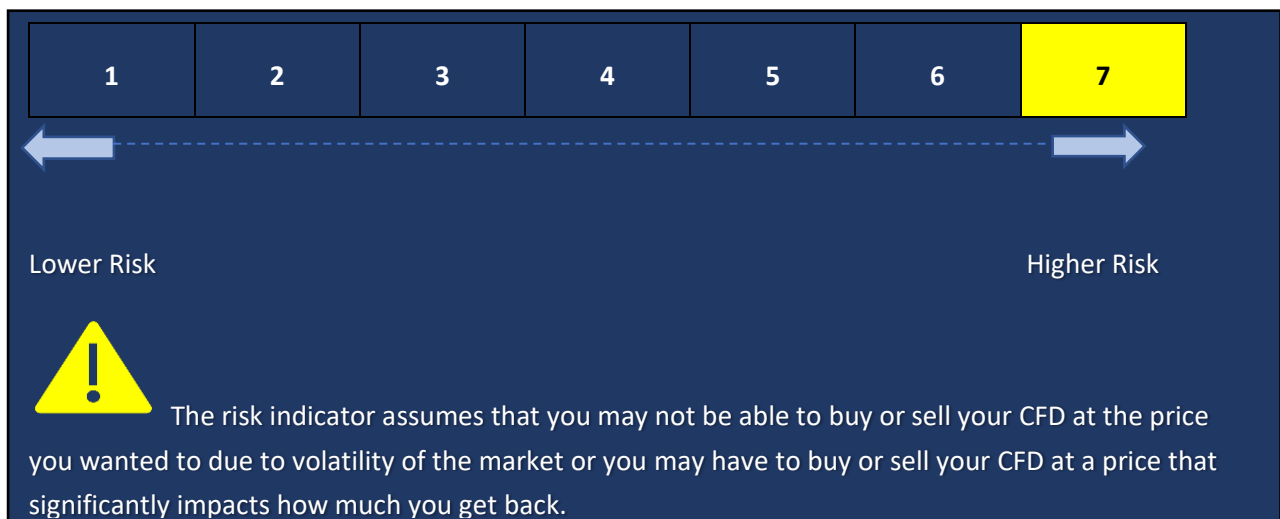 1 2 3 4 5 6 7
Lower Risk Higher Risk
The risk indicator assumes that you may not be able to buy or sell your CFD at the price
you wanted to due to volatility of the market or you may have to buy or sell your CFD at a price that
significantly impacts how much you get back.